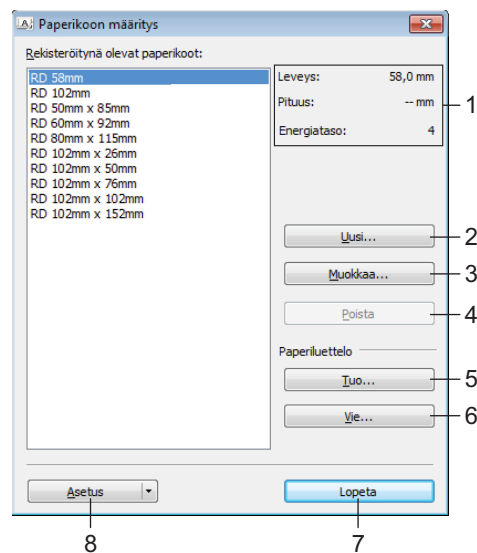 Paperikoon määritys
Rekisteröitynä olevat paperikoot:
RD 58mm
RD 102mm
RD 50mm x 85mm
RD 60mm x 92mm
RD 80mm x 115mm
RD 102mm x 26mm
RD 102mm x 50mm
RD 102mm x 76mm
RD 102mm x 102mm
RD 102mm x 152mm
Leveys: 58,0 mm
Pituus: -- mm
Energiataso: 4
1
Uusi... 2
Muokkaa... 3
Poista 4
Paperiluettelo
Tuo... 5
Vie... 6
Asetus
Lopeta
8
7